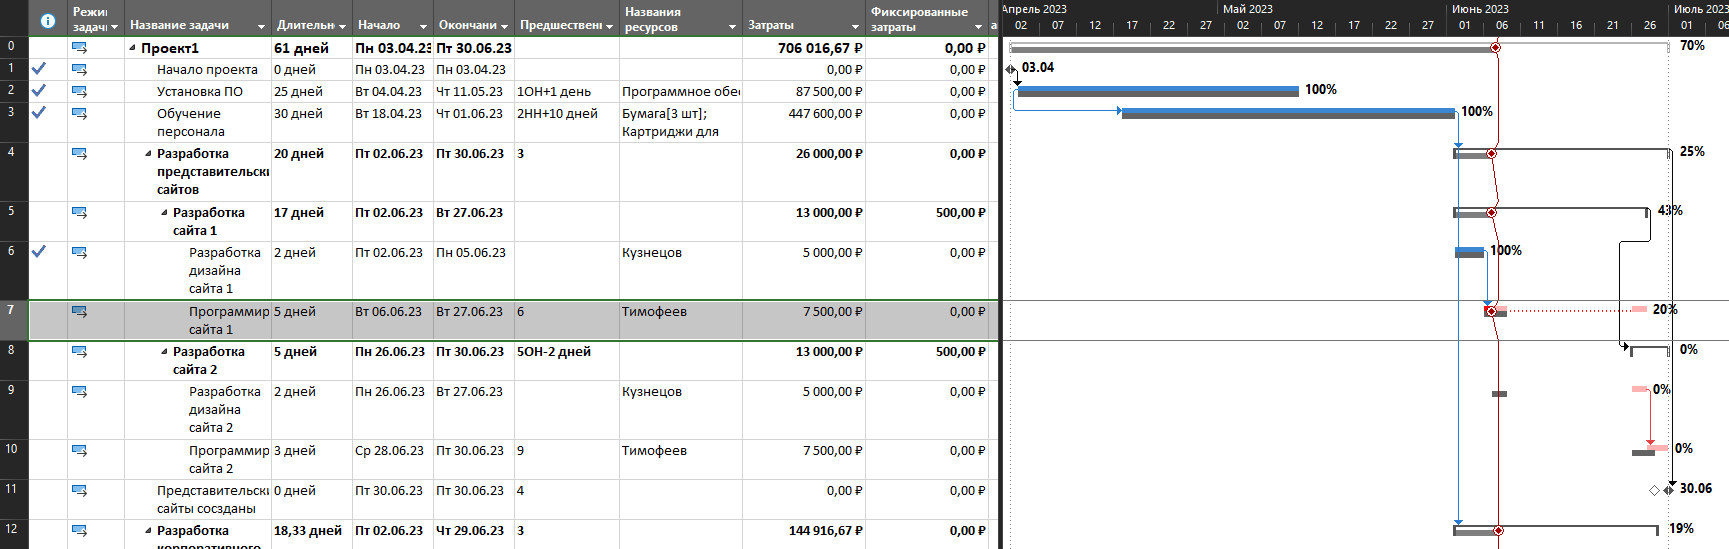 Режим задачи
Название задачи
Длительн
Начало
Окончани
Предшествен
Названия ресурсов
Затраты
Фиксированные затраты
Апрель 2023 Май 2023 Июнь 2023 Июль 2023
02 07 12 17 22 27 02 07 12 17 22 27 01 06 11 16 21 26 01 06
0 Проект1 61 дней Пн 03.04.23 Пт 30.06.23 706 016,67 ₽ 0,00 ₽ 70%
1 Начало проекта 0 дней Пн 03.04.23 Пн 03.04.23 0,00 ₽ 0,00 ₽ 03.04
2 Установка ПО 25 дней Вт 04.04.23 Чт 11.05.23 1ОН+1 день Программное обес 87 500,00 ₽ 0,00 ₽ 100%
3 Обучение 30 дней Вт 18.04.23 Чт 01.06.23 2НН+10 дней Бумага[3 шт]; 447 600,00 ₽ 0,00 ₽ 100%
персонала Картриджи для
4 Разработка 20 дней Пт 02.06.23 Пт 30.06.23 3 26 000,00 ₽ 0,00 ₽ 25%
представительски
сайтов
5 Разработка 17 дней Пт 02.06.23 Вт 27.06.23 13 000,00 ₽ 500,00 ₽ 43%
сайта 1
6 Разработка 2 дней Пт 02.06.23 Пн 05.06.23 Кузнецов 5 000,00 ₽ 0,00 ₽ 100%
дизайна
сайта 1
7 Программир 5 дней Вт 06.06.23 Вт 27.06.23 6 Тимофеев 7 500,00 ₽ 0,00 ₽ 20%
сайта 1
8 Разработка 5 дней Пн 26.06.23 Пт 30.06.23 5ОН-2 дней 13 000,00 ₽ 500,00 ₽ 0%
сайта 2
9 Разработка 2 дней Пн 26.06.23 Вт 27.06.23 Кузнецов 5 000,00 ₽ 0,00 ₽ 0%
дизайна
сайта 2
10 Программир 3 дней Ср 28.06.23 Пт 30.06.23 9 Тимофеев 7 500,00 ₽ 0,00 ₽ 0%
сайта 2
11 Представительски 0 дней Пт 30.06.23 Пт 30.06.23 4 0,00 ₽ 0,00 ₽ 30.06
сайты сосзданы
12 Разработка 18,33 дней Пт 02.06.23 Чт 29.06.23 3 144 916,67 ₽ 0,00 ₽ 19%
корпоративного